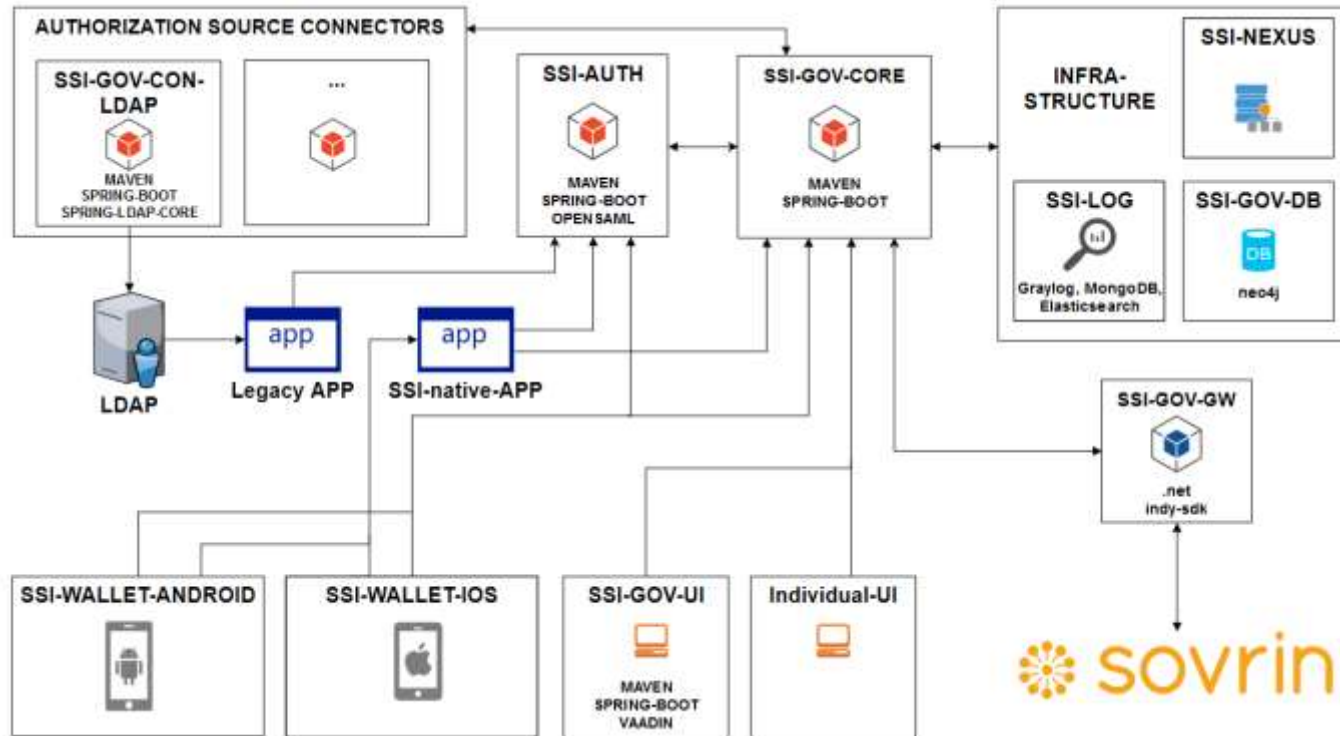 AUTHORIZATION SOURCE CONNECTORS
SSI-GOV-CON-
LDAP
MAVEN
SPRING-BOOT
SPRING-LDAP-CORE
...
SSI-AUTH
MAVEN
SPRING-BOOT
OPENSAML
SSI-GOV-CORE
MAVEN
SPRING-BOOT
INFRA-
STRUCTURE
SSI-NEXUS
SSI-LOG
Graylog, MongoDB,
Elasticsearch
SSI-GOV-DB
DB
neo4j
LDAP
app
Legacy APP
app
SSI-native-APP
SSI-GOV-GW
.net
indy-sdk
SSI-WALLET-ANDROID
SSI-WALLET-IOS
SSI-GOV-UI
MAVEN
SPRING-BOOT
VAADIN
Individual-UI
sovrin